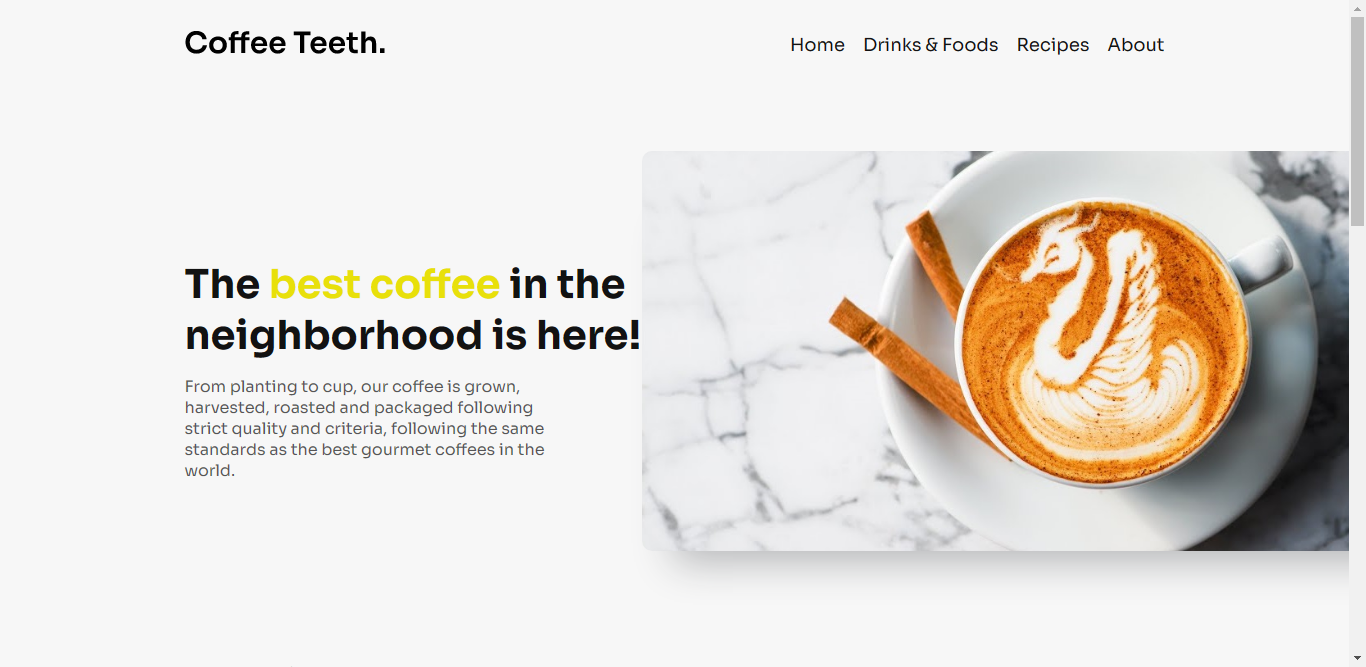 Coffee Teeth.
Home Drinks & Foods Recipes About
The best coffee in the
neighborhood is here!
From planting to cup, our coffee is grown,
harvested, roasted and packaged following
strict quality and criteria, following the same
standards as the best gourmet coffees in the
world.